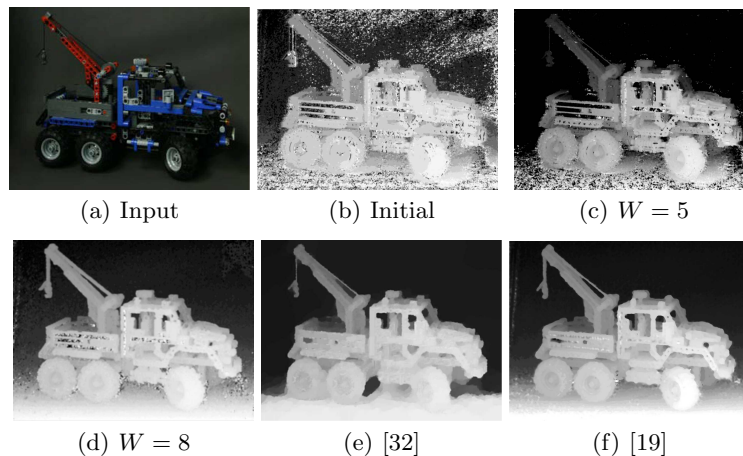 (a) Input
(b) Initial
(c) W = 5
(d) W = 8
(e) [32]
(f) [19]